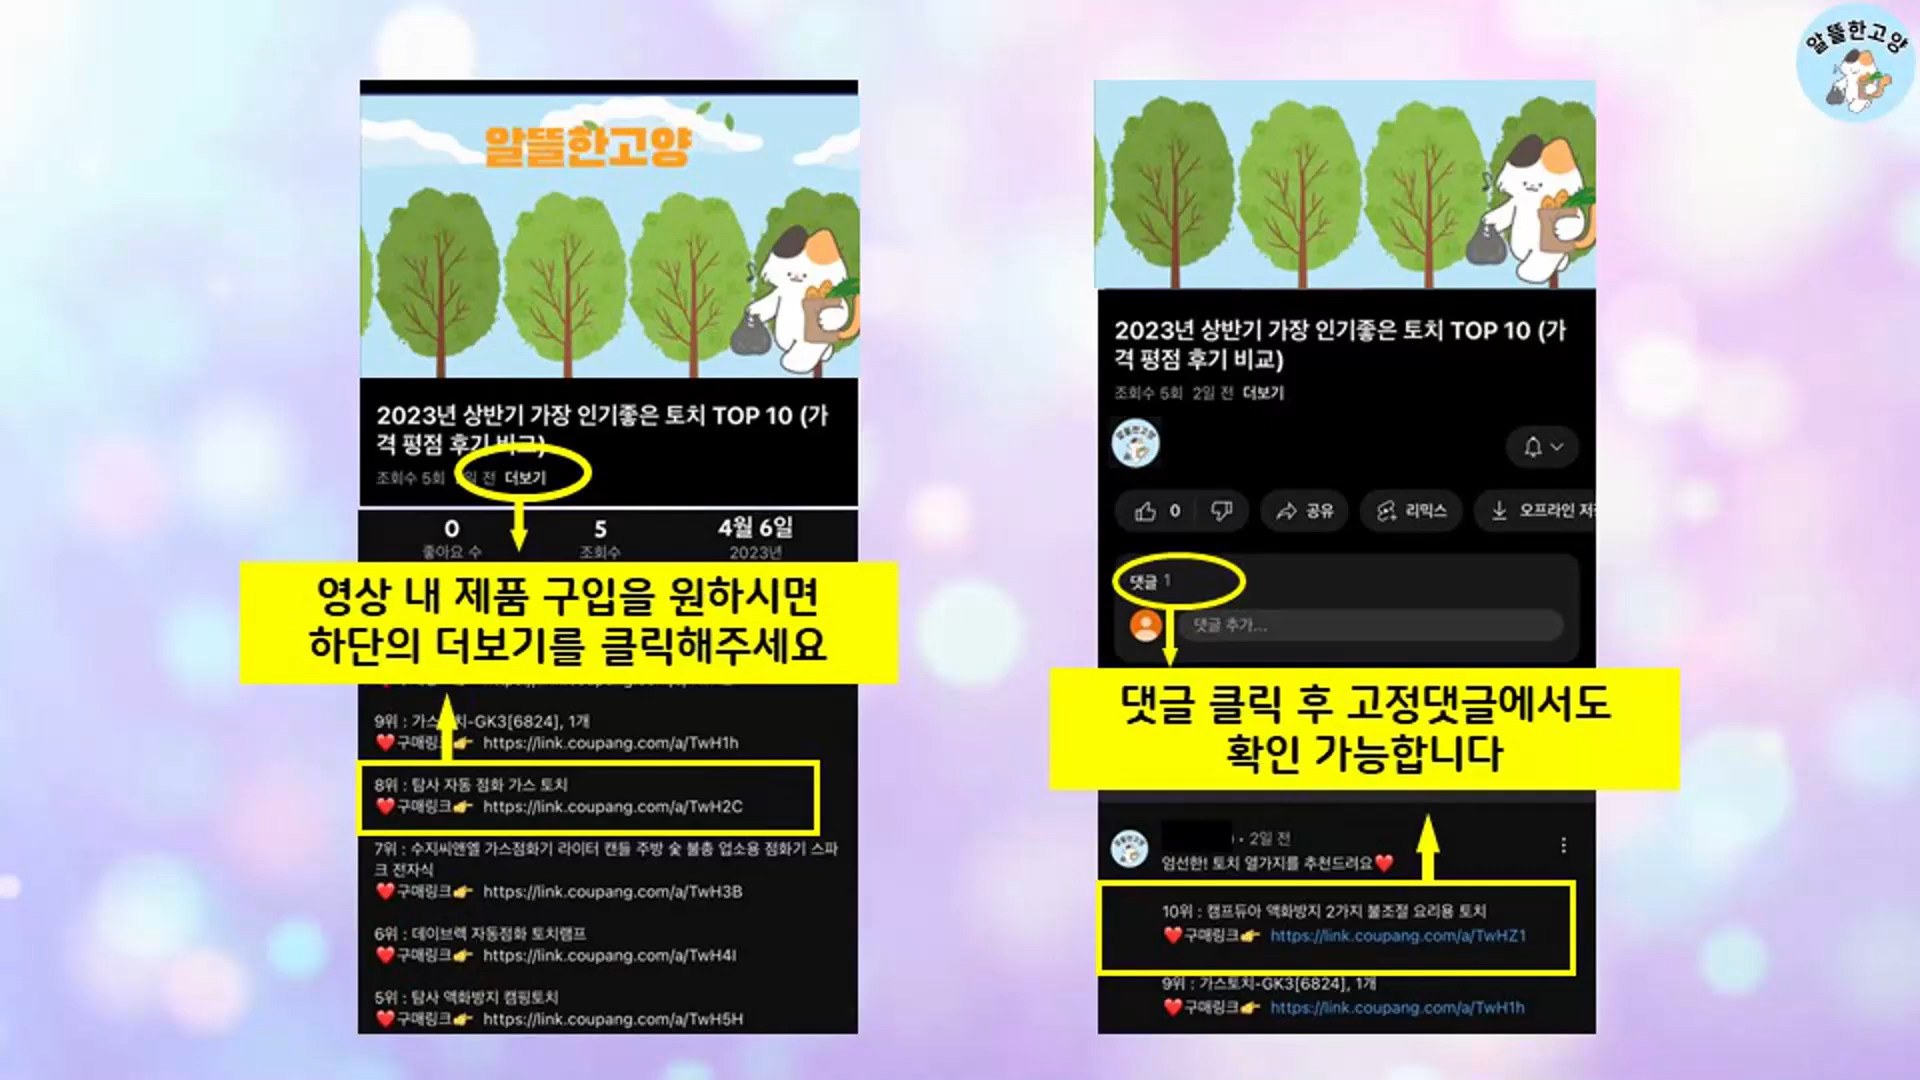 알뜰한고양
알뜰한고양
2023년 상반기 가장 인기좋은 토치 TOP 10 (가
격 평점 후기 비교)
조회수 5회 일 전 더보기
0 5 4월 6일
좋아요 수 조회수 2023년
영상 내 제품 구입을 원하시면
하단의 더보기를 클릭해주세요
9위 : 가스토치-GK3[6824], 1개
❤️구매링크👉 https://link.coupang.com/a/TwH1h
8위 : 탐사 자동 점화 가스 토치
❤️구매링크👉 https://link.coupang.com/a/TwH2C
7위 : 수지씨앤엘 가스점화기 라이터 캔들 주방 숯 불총 업소용 점화기 스파
크 전자식
❤️구매링크👉 https://link.coupang.com/a/TwH3B
6위 : 데이브렉 자동점화 토치램프
❤️구매링크👉 https://link.coupang.com/a/TwH4I
5위 : 탐사 액화방지 캠핑토치
❤️구매링크👉 https://link.coupang.com/a/TwH5H
2023년 상반기 가장 인기좋은 토치 TOP 10 (가
격 평점 후기 비교)
조회수 5회 2일 전 더보기
알뜰한고양
0 공유 리믹스 오프라인 저
댓글 1
댓글 추가...
댓글 클릭 후 고정댓글에서도
확인 가능합니다
알뜰한고양
• 2일 전
엄선한! 토치 열가지를 추천드려요❤️
10위 : 캠프듀아 액화방지 2가지 불조절 요리용 토치
❤️구매링크👉 https://link.coupang.com/a/TwHZ1
9위 : 가스토치-GK3[6824], 1개
❤️구매링크👉 https://link.coupang.com/a/TwH1h